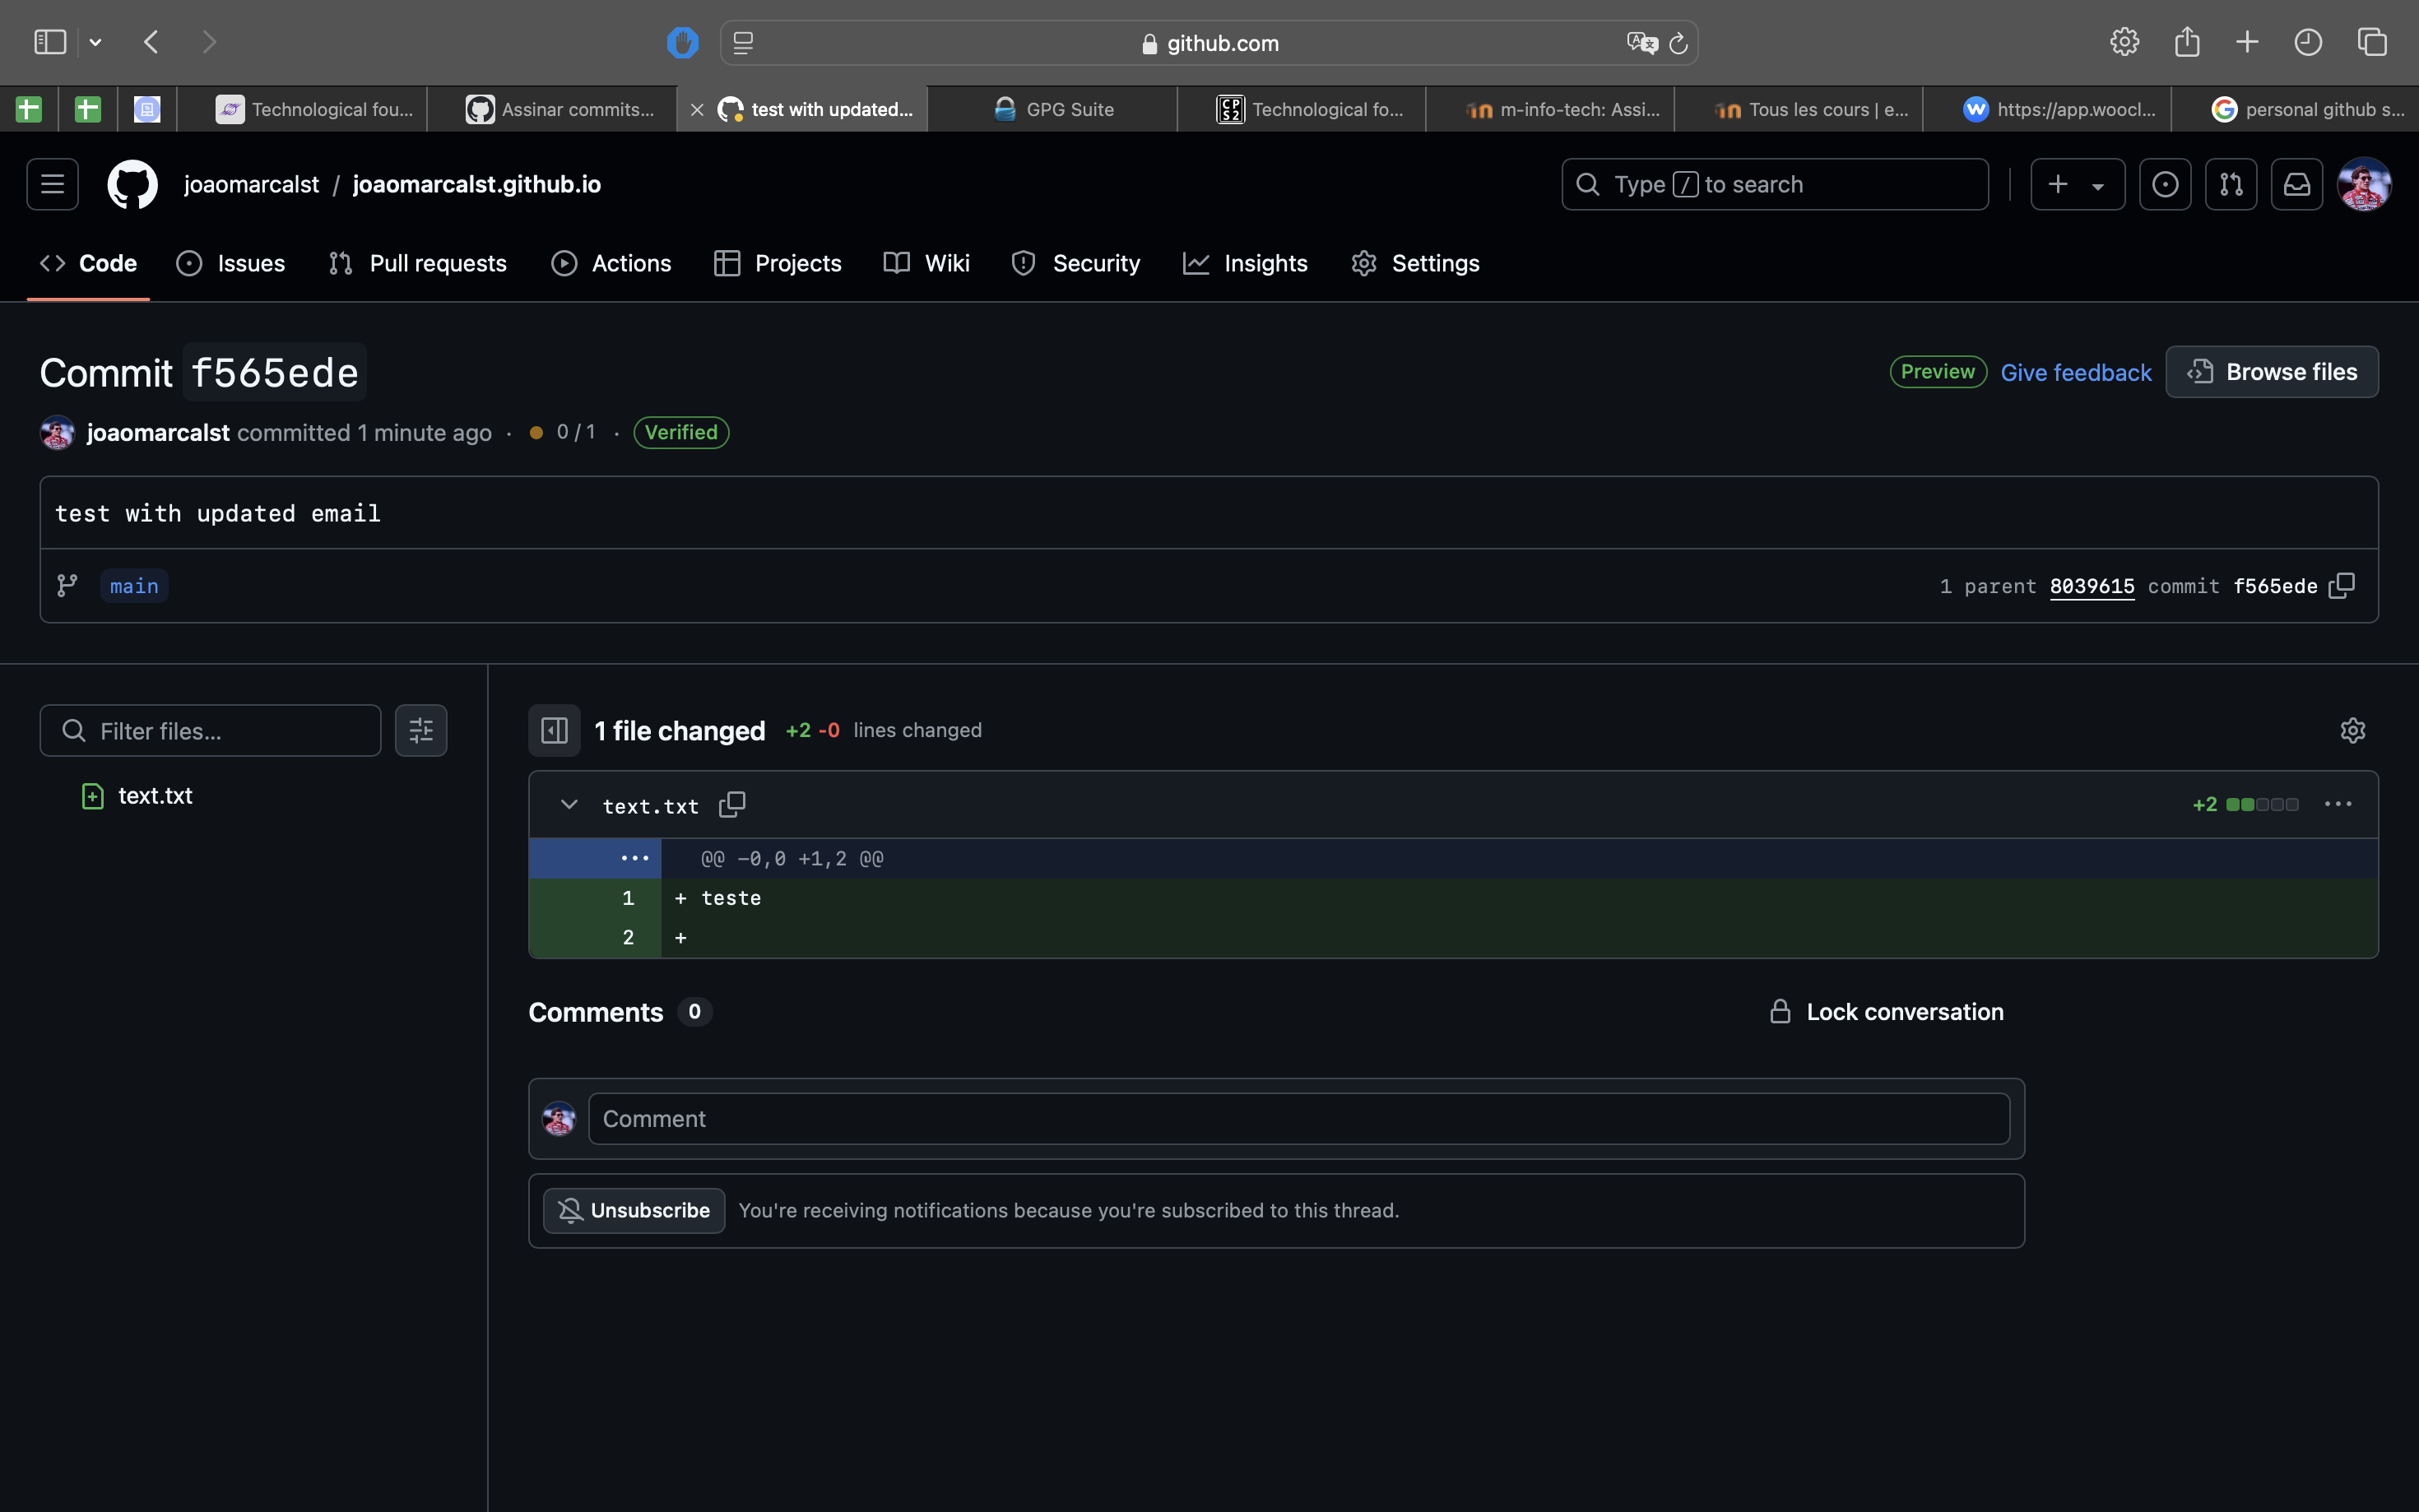 github.com
Technological fou...
Assinar commits...
test with updated...
GPG Suite
CP
S2
Technological fo...
m-info-tech: Assi...
Tous les cours | e...
W
https://app.woocl...
G
personal github s...
joaomarcalst / joaomarcalst.github.io
Type / to search
Code
Issues
Pull requests
Actions
Projects
Wiki
Security
Insights
Settings
Commit f565ede
Preview
Give feedback
Browse files
joaomarcalst committed 1 minute ago · 0 / 1 · Verified
test with updated email
main
1 parent 8039615 commit f565ede
Filter files...
text.txt
1 file changed +2 -0 lines changed
text.txt
+2
@@ -0,0 +1,2 @@
1 + teste
2 +
Comments 0
Lock conversation
Comment
Unsubscribe
You're receiving notifications because you're subscribed to this thread.